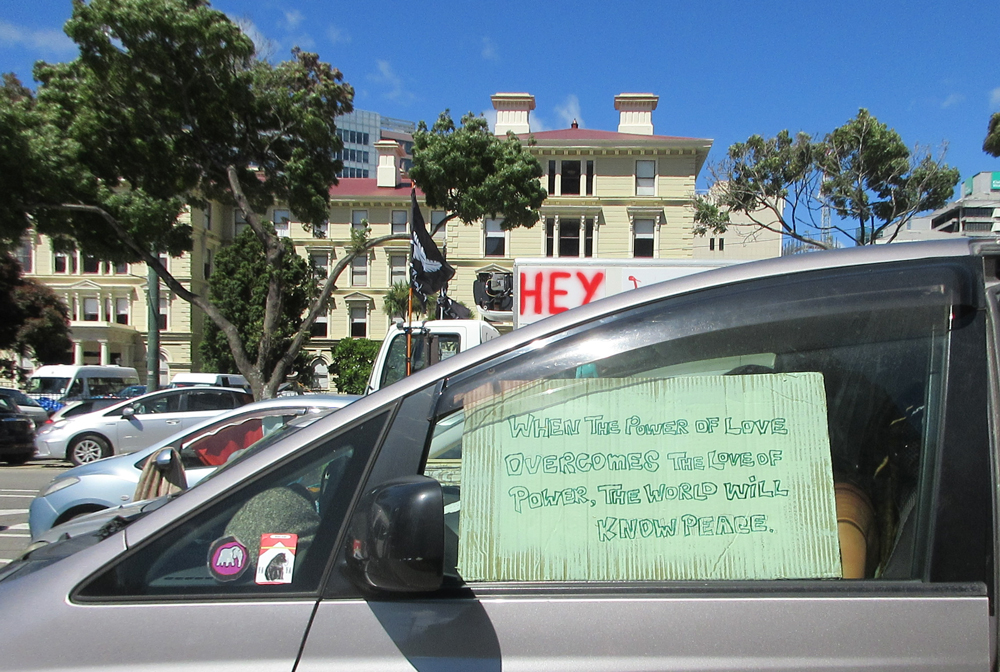 HEY
WHEN THE POWER OF LOVE
OVERCOMES THE LOVE OF
POWER, THE WORLD WILL
KNOW PEACE.